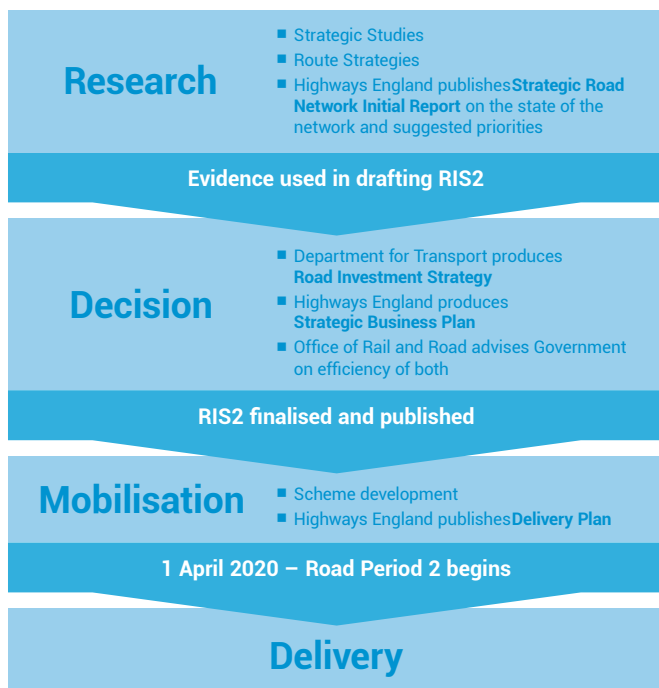 Research
■ Strategic Studies
■ Route Strategies
■ Highways England publishesStrategic Road
Network Initial Report on the state of the
network and suggested priorities
Evidence used in drafting RIS2
Decision
■ Department for Transport produces
Road Investment Strategy
■ Highways England produces
Strategic Business Plan
■ Office of Rail and Road advises Government
on efficiency of both
RIS2 finalised and published
Mobilisation
■ Scheme development
■ Highways England publishesDelivery Plan
1 April 2020 – Road Period 2 begins
Delivery